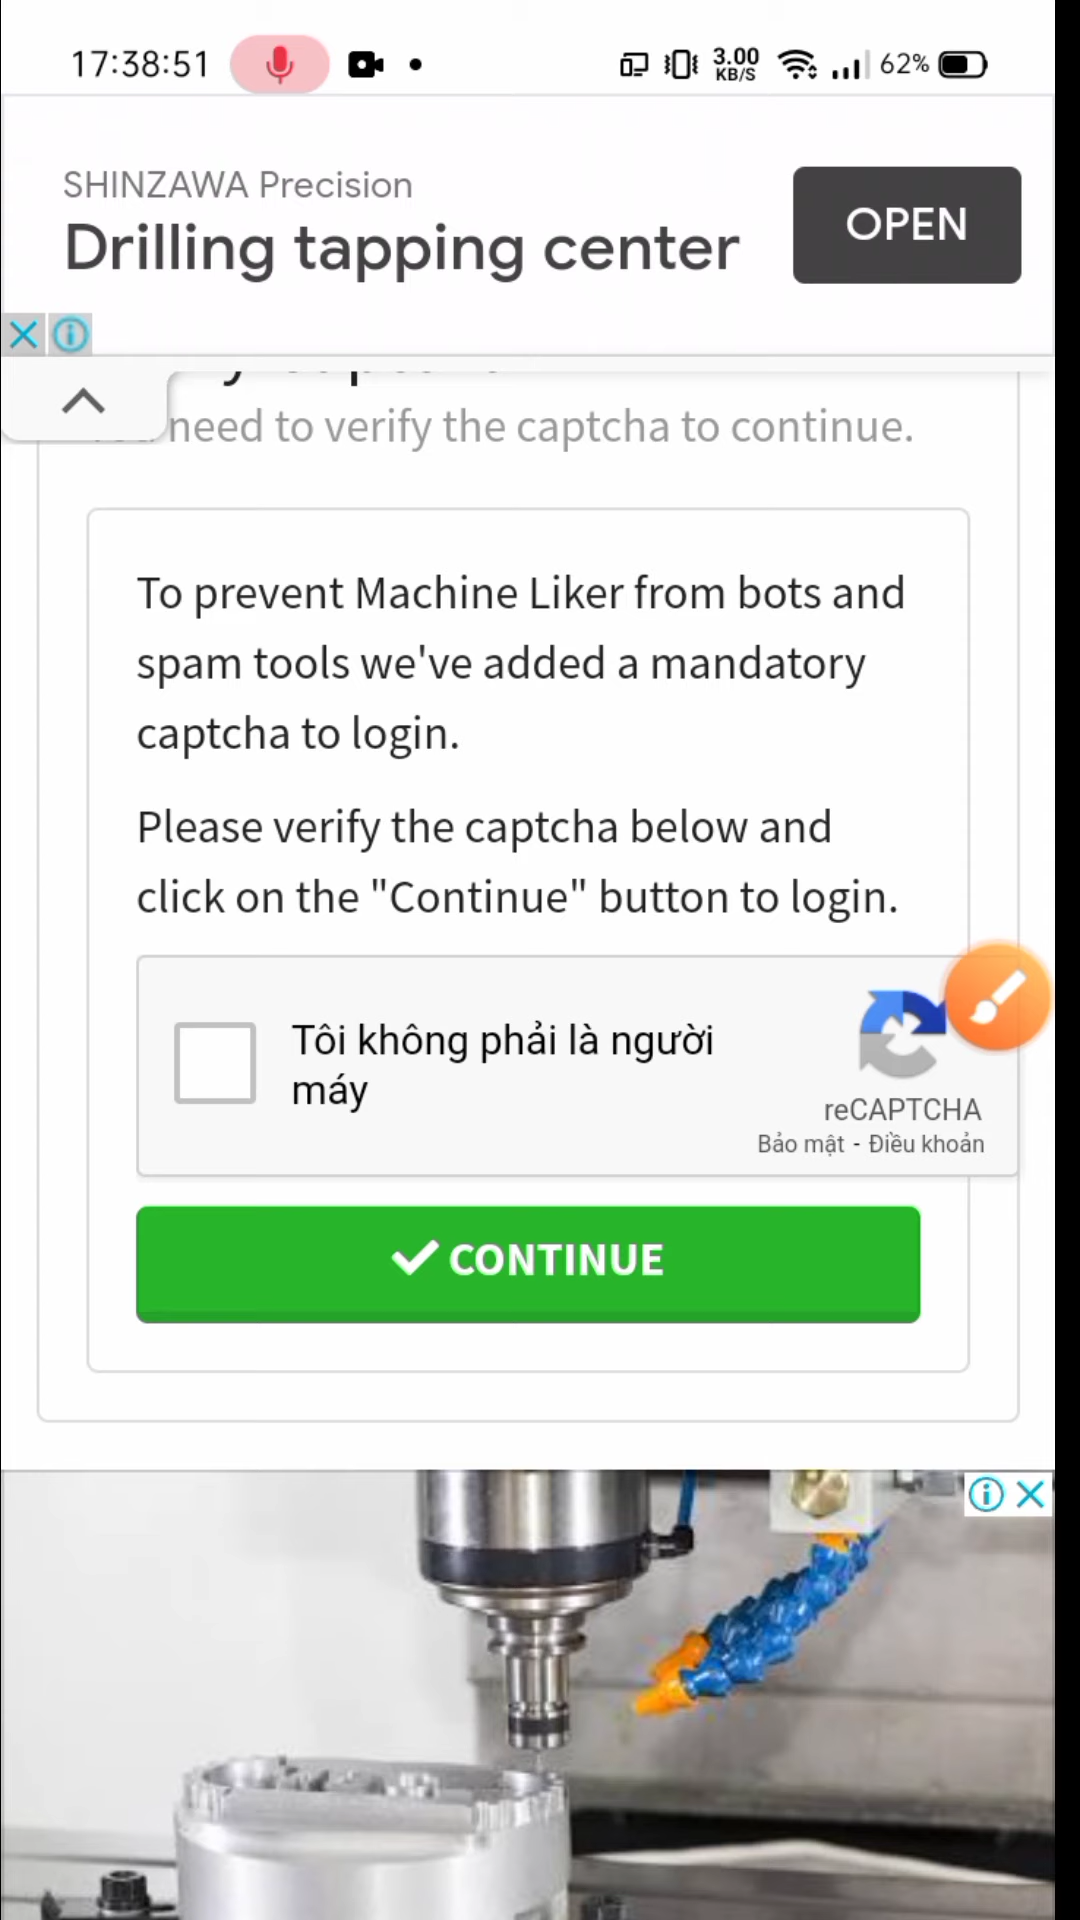 17:38:51
3.00 KB/S
62%
SHINZAWA Precision
Drilling tapping center
OPEN
need to verify the captcha to continue.
To prevent Machine Liker from bots and
spam tools we've added a mandatory
captcha to login.
Please verify the captcha below and
click on the "Continue" button to login.
Tôi không phải là người
máy
reCAPTCHA
Bảo mật - Điều khoản
CONTINUE